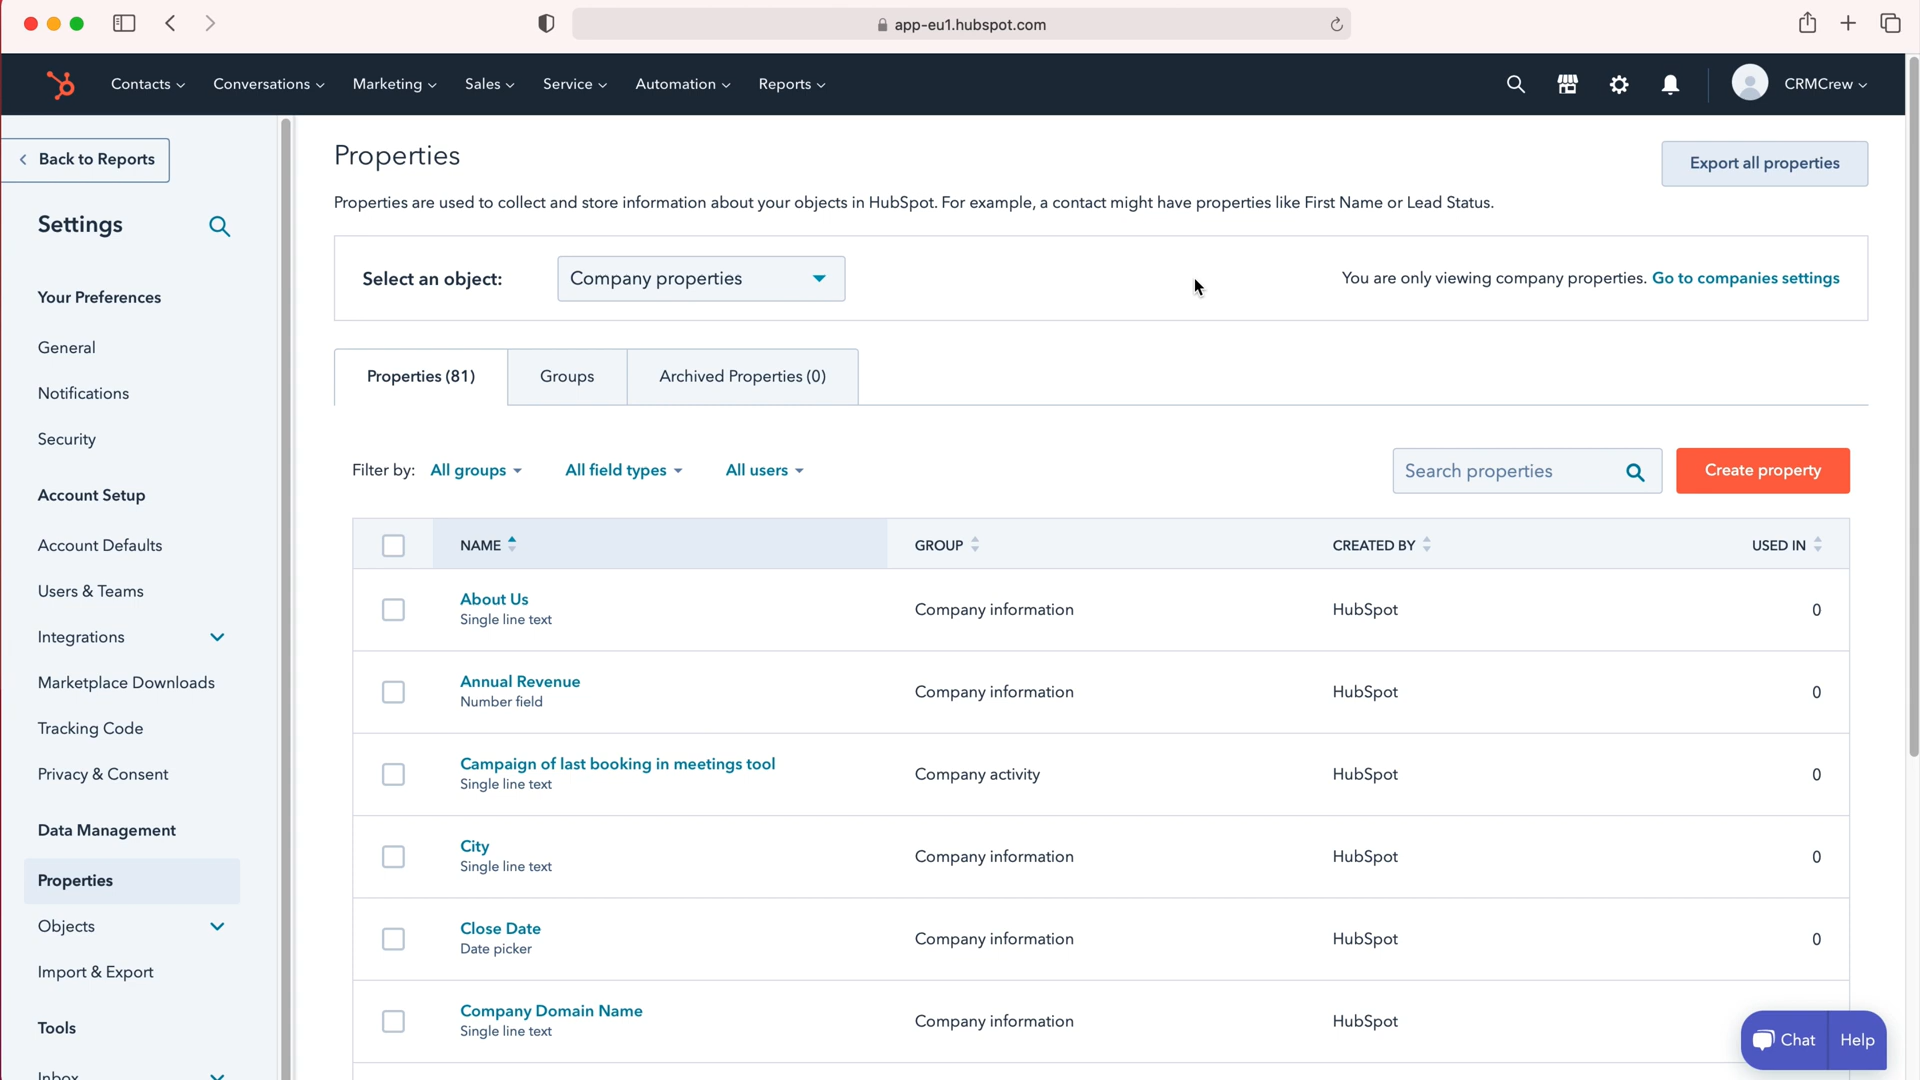 app-eu1.hubspot.com
Contacts Conversations Marketing Sales Service Automation Reports CRMCrew
Back to Reports
Settings
Your Preferences
General
Notifications
Security
Account Setup
Account Defaults
Users & Teams
Integrations
Marketplace Downloads
Tracking Code
Privacy & Consent
Data Management
Properties
Objects
Import & Export
Tools
Inbox
Properties
Export all properties
Properties are used to collect and store information about your objects in HubSpot. For example, a contact might have properties like First Name or Lead Status.
Select an object: Company properties You are only viewing company properties. Go to companies settings
Properties (81) Groups Archived Properties (0)
Filter by: All groups All field types All users Search properties Create property
NAME GROUP CREATED BY USED IN
About Us Company information HubSpot 0
Single line text
Annual Revenue Company information HubSpot 0
Number field
Campaign of last booking in meetings tool Company activity HubSpot 0
Single line text
City Company information HubSpot 0
Single line text
Close Date Company information HubSpot 0
Date picker
Company Domain Name Company information HubSpot
Single line text
Chat Help